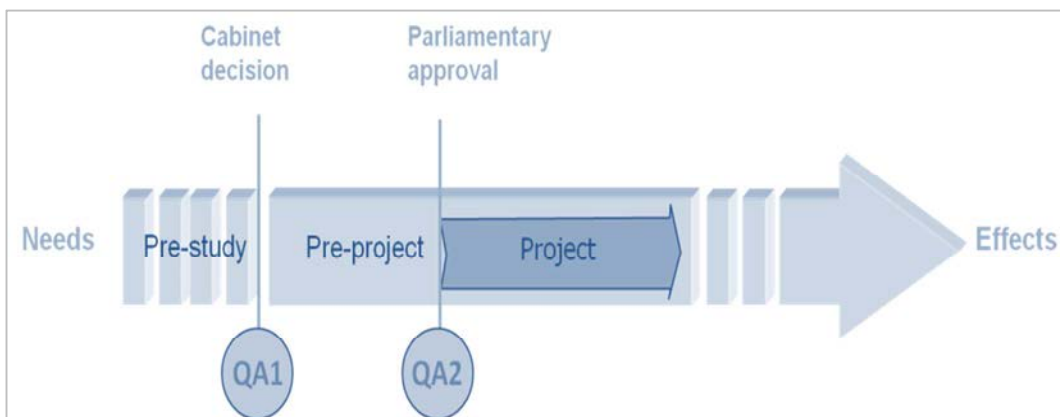 Cabinet
decision
Parliamentary
approval
Needs
Pre-study
Pre-project
Project
Effects
QA1
QA2